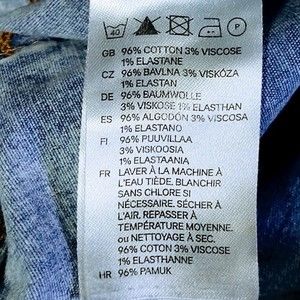 40 P
GB 96% COTTON 3% VISCOSE
1% ELASTANE
CZ 96% BAVLNA 3% VISKÓZA
1% ELASTAN
DE 96% BAUMWOLLE
3% VISKOSE 1% ELASTHAN
ES 96% ALGODÓN 3% VISCOSA
1% ELASTANO
FI 96% PUUVILLAA
3% VISKOOSIA
1% ELASTAANIA
FR LAVER À LA MACHINE À
L'EAU TIÈDE. BLANCHIR
SANS CHLORE SI
NÉCESSAIRE. SÉCHER À
L'AIR. REPASSER À
TEMPÉRATURE MOYENNE.
OU NETTOYAGE À SEC.
96% COTON 3% VISCOSE
1% ELASTHANNE
HR 96% PAMUK